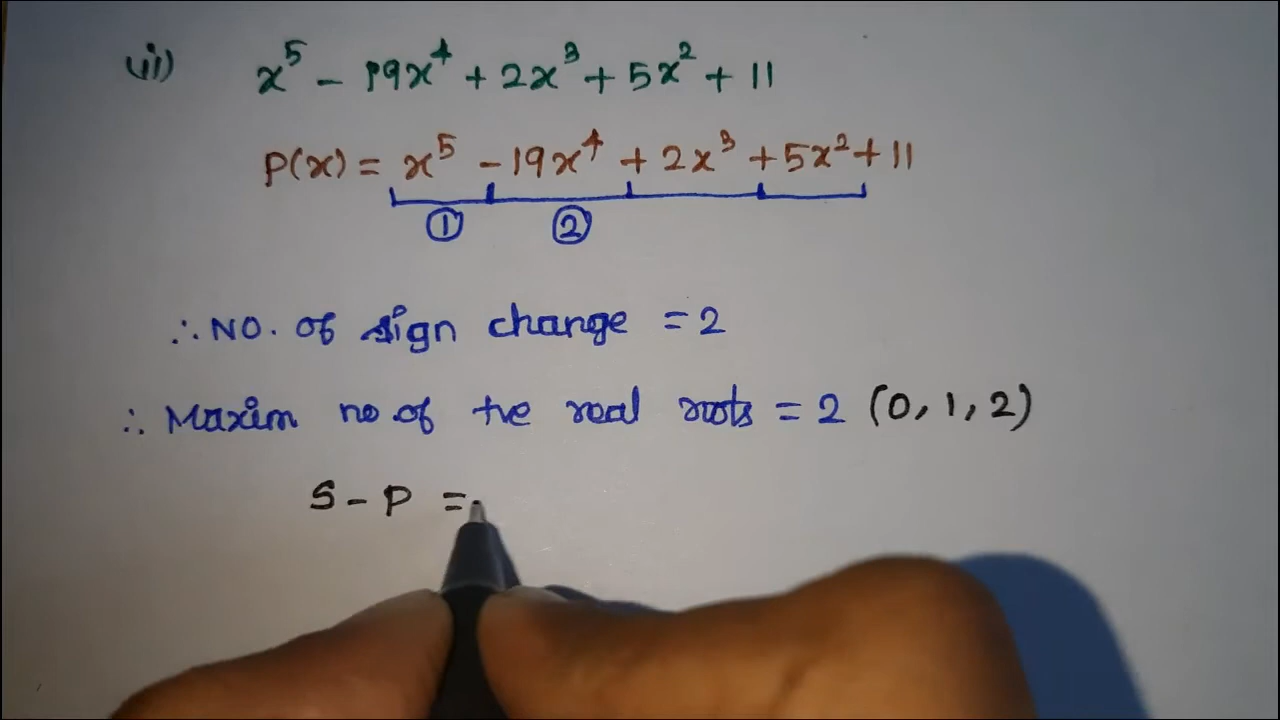 vi) x⁵ - 19x⁴ + 2x³ + 5x² + 11
P(x) = x⁵ - 19x⁴ + 2x³ + 5x² + 11
① ②
∴ NO. of sign change = 2
∴ Maxim no of +ve real roots = 2 (0, 1, 2)
S - P =